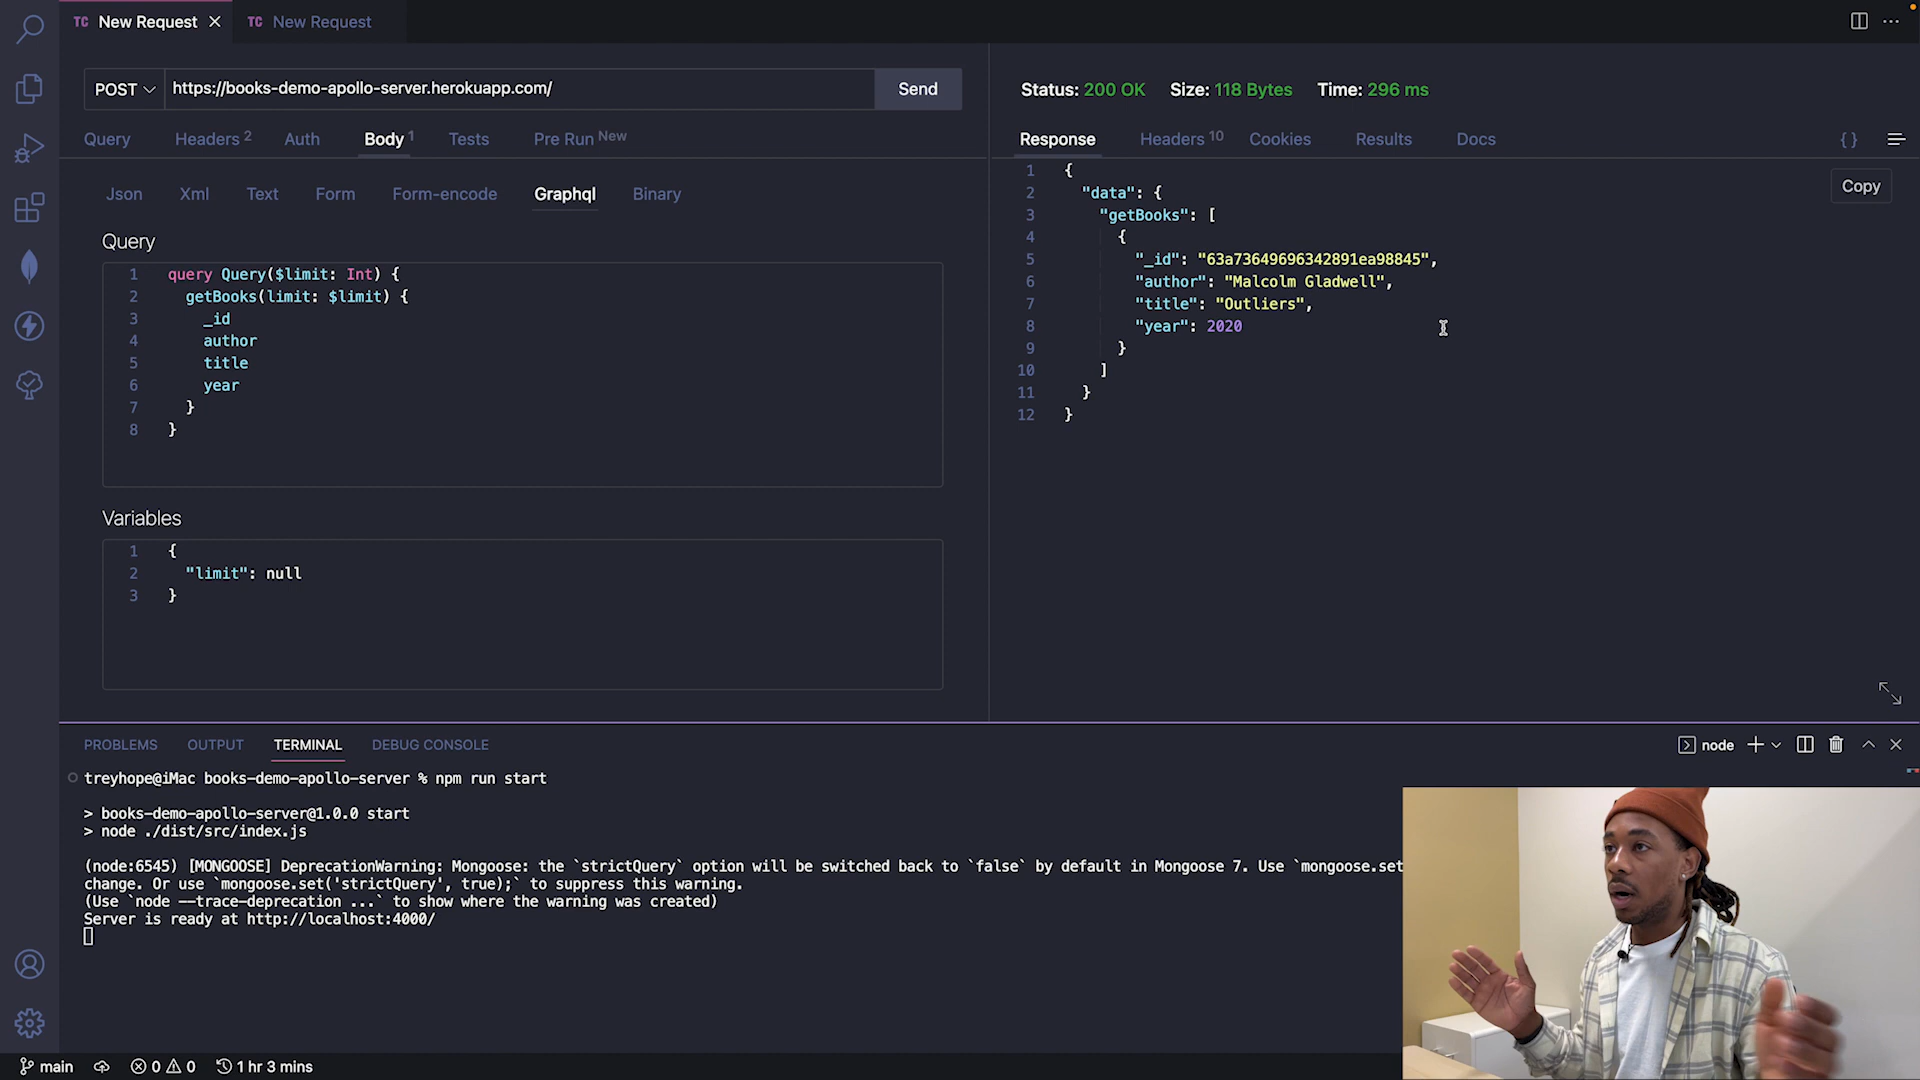 TC New Request
TC New Request
POST
https://books-demo-apollo-server.herokuapp.com/
Send
Query
Headers 2
Auth
Body 1
Tests
Pre Run New
Json
Xml
Text
Form
Form-encode
Graphql
Binary
Query
1 query Query($limit: Int) {
2 getBooks(limit: $limit) {
3 _id
4 author
5 title
6 year
7 }
8 }
Variables
1 {
2 "limit": null
3 }
Status: 200 OK
Size: 118 Bytes
Time: 296 ms
Response
Headers 10
Cookies
Results
Docs
{ }
Copy
1 {
2 "data": {
3 "getBooks": [
4 {
5 "_id": "63a73649696342891ea98845",
6 "author": "Malcolm Gladwell",
7 "title": "Outliers",
8 "year": 2020
9 }
10 ]
11 }
12 }
PROBLEMS
OUTPUT
TERMINAL
DEBUG CONSOLE
node
treyhope@iMac books-demo-apollo-server % npm run start
> books-demo-apollo-server@1.0.0 start
> node ./dist/src/index.js
(node:6545) [MONGOOSE] DeprecationWarning: Mongoose: the `strictQuery` option will be switched back to `false` by default in Mongoose 7. Use `mongoose.set
change. Or use `mongoose.set('strictQuery', true);` to suppress this warning.
(Use `node --trace-deprecation ...` to show where the warning was created)
Server is ready at http://localhost:4000/
main
0
0
1 hr 3 mins